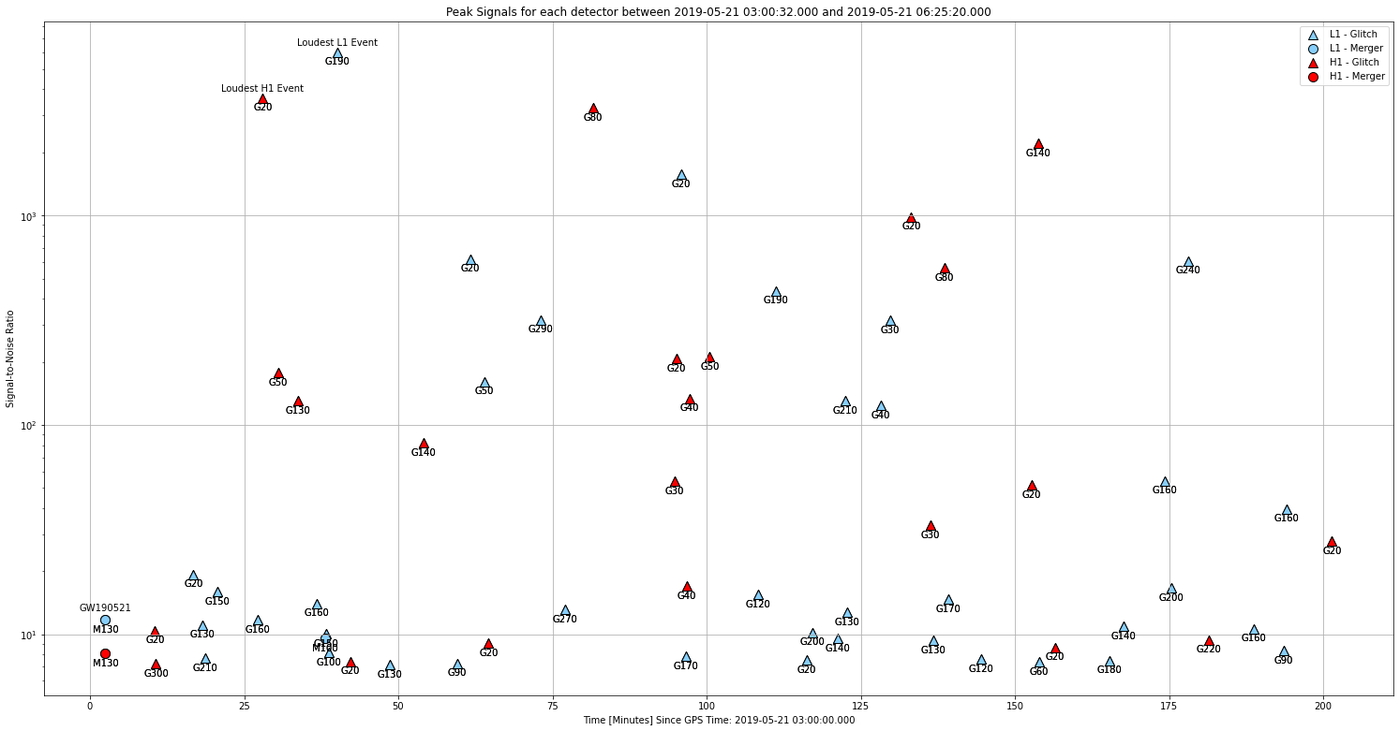 Peak Signals for each detector between 2019-05-21 03:00:32.000 and 2019-05-21 06:25:20.000
L1 - Glitch
L1 - Merger
H1 - Glitch
H1 - Merger
Loudest L1 Event
G190
Loudest H1 Event
G20
G80
G140
G20
G20
G80
G20
G240
G190
G290
G30
G20
G50
G50
G50
G130
G40
G210
G40
G140
G30
G20
G160
G160
G30
G20
G20
G150
G160
G40
G120
G170
G200
GW190521
M130
G20
G130
G160
G270
G130
G140
G160
G200
G140
G130
G220
G20
G150
M160
M130
G300
G210
G100
G20
G130
G90
G20
G170
G20
G120
G60
G20
G180
G90
10³
10²
10¹
0
25
50
75
100
125
150
175
200
Signal-to-Noise Ratio
Time [Minutes] Since GPS Time: 2019-05-21 03:00:00.000